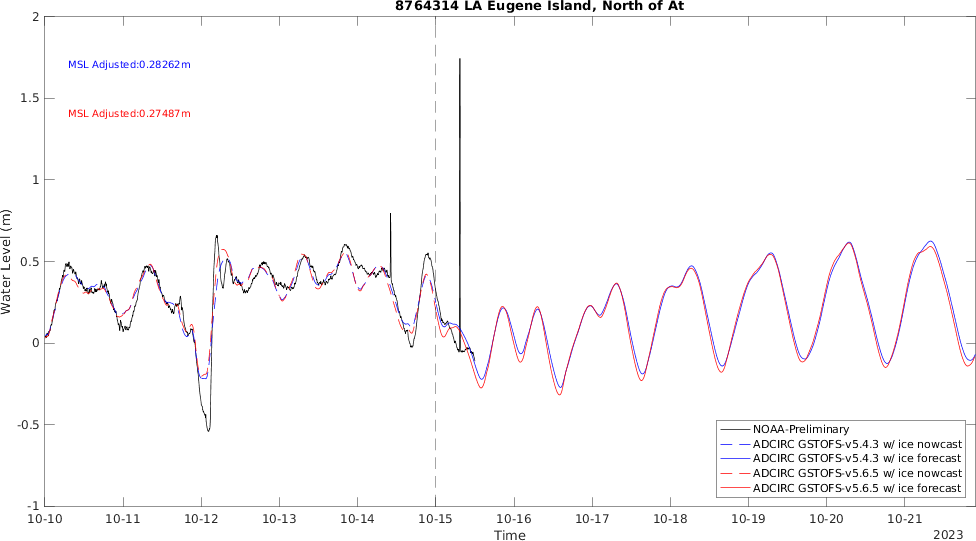 8764314 LA Eugene Island, North of At
2
1.5
1
0.5
0
-0.5
-1
Water Level (m)
MSL Adjusted:0.28262m
MSL Adjusted:0.27487m
NOAA-Preliminary
ADCIRC GSTOFS-v5.4.3 w/ ice nowcast
ADCIRC GSTOFS-v5.4.3 w/ ice forecast
ADCIRC GSTOFS-v5.6.5 w/ ice nowcast
ADCIRC GSTOFS-v5.6.5 w/ ice forecast
10-10 10-11 10-12 10-13 10-14 10-15 10-16 10-17 10-18 10-19 10-20 10-21
Time
2023